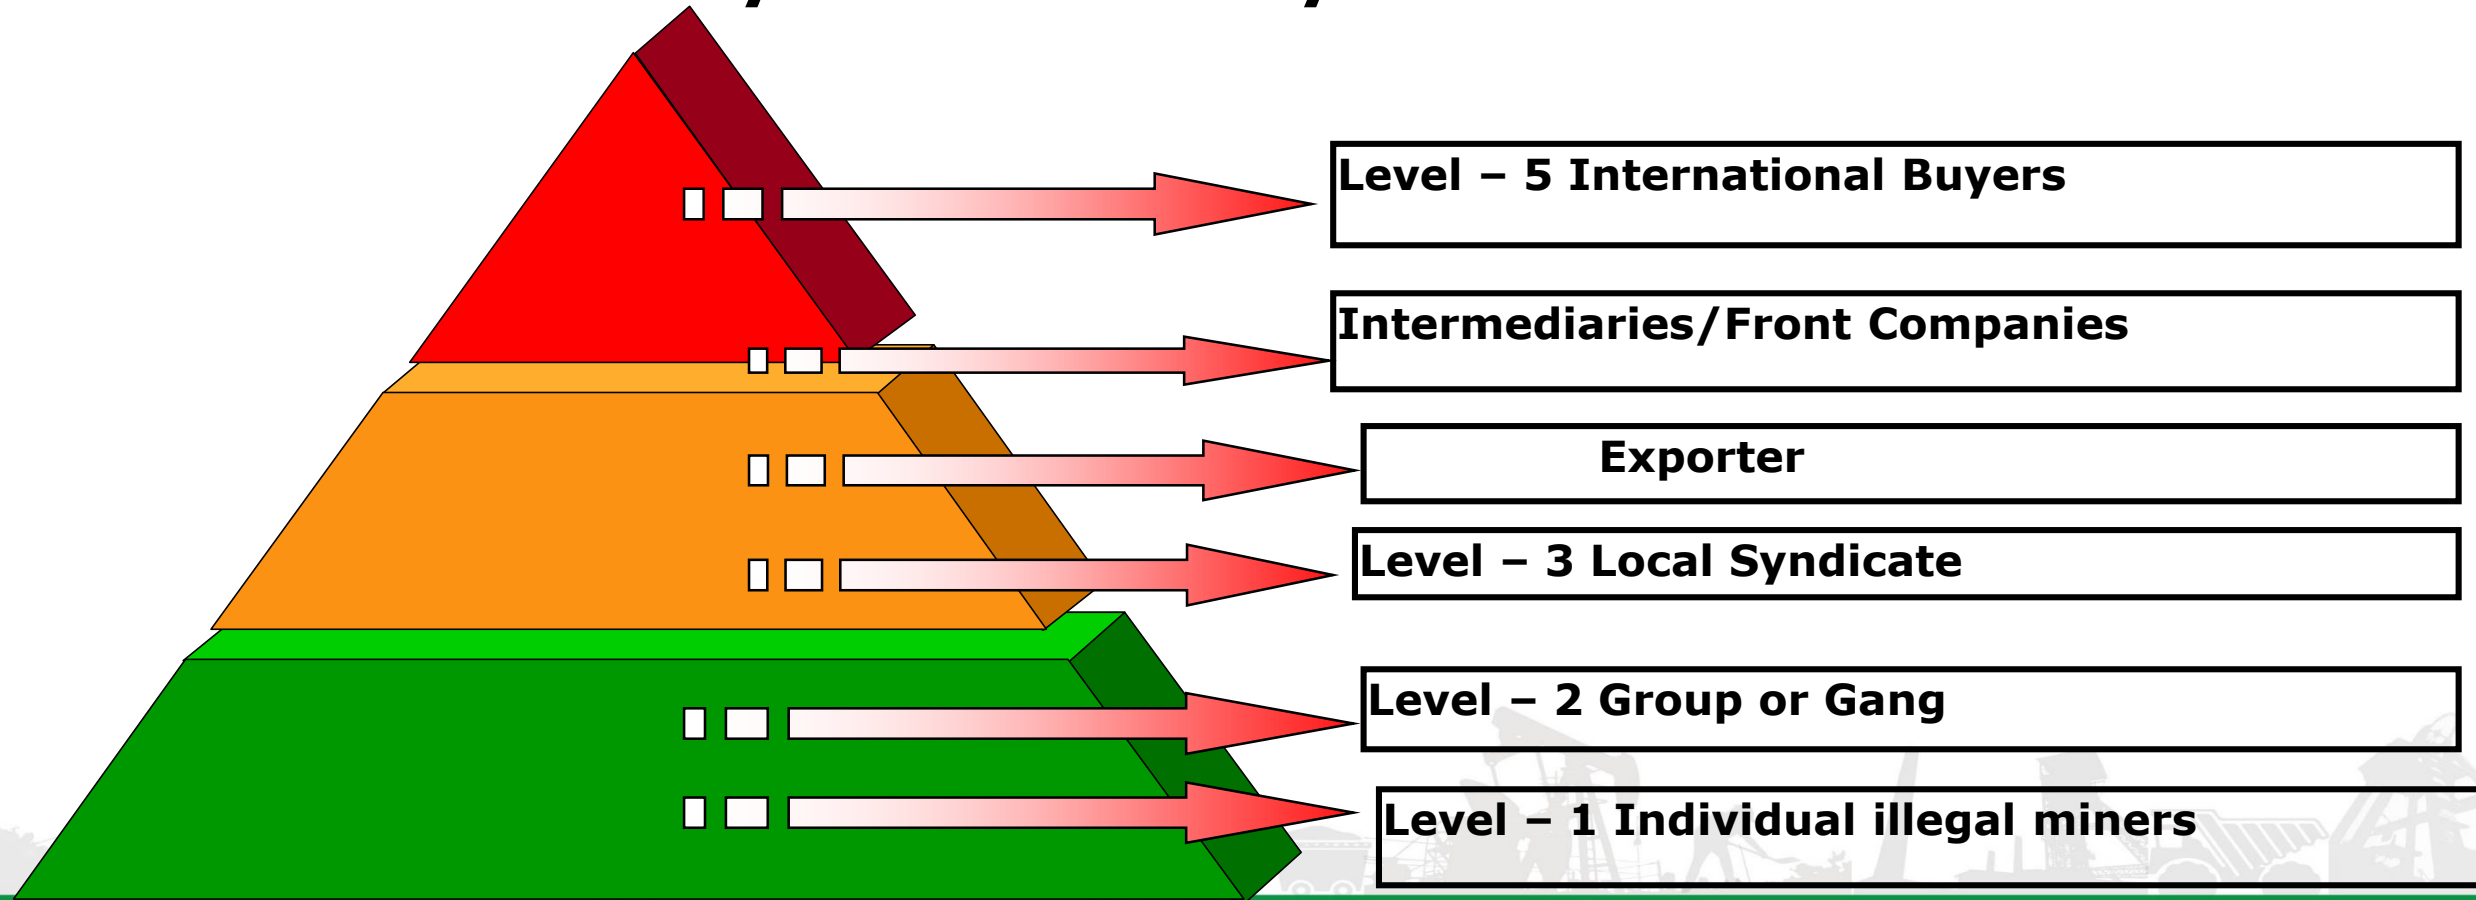 Level – 5 International Buyers
Intermediaries/Front Companies
Exporter
Level – 3 Local Syndicate
Level – 2 Group or Gang
Level – 1 Individual illegal miners